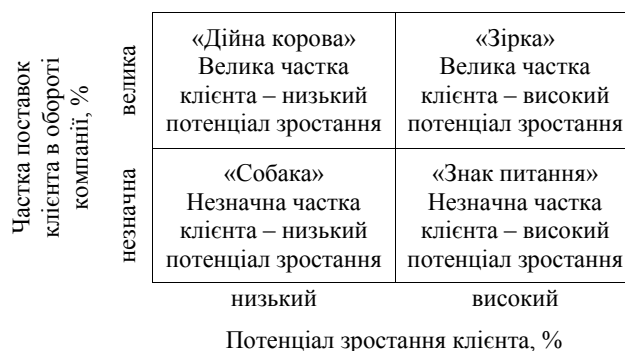 Частка поставок
клієнта в обороті
компанії, %
велика
«Дійна корова»
Велика частка
клієнта – низький
потенціал зростання
«Зірка»
Велика частка
клієнта – високий
потенціал зростання
незначна
«Собака»
Незначна частка
клієнта – низький
потенціал зростання
«Знак питання»
Незначна частка
клієнта – високий
потенціал зростання
низький
високий
Потенціал зростання клієнта, %